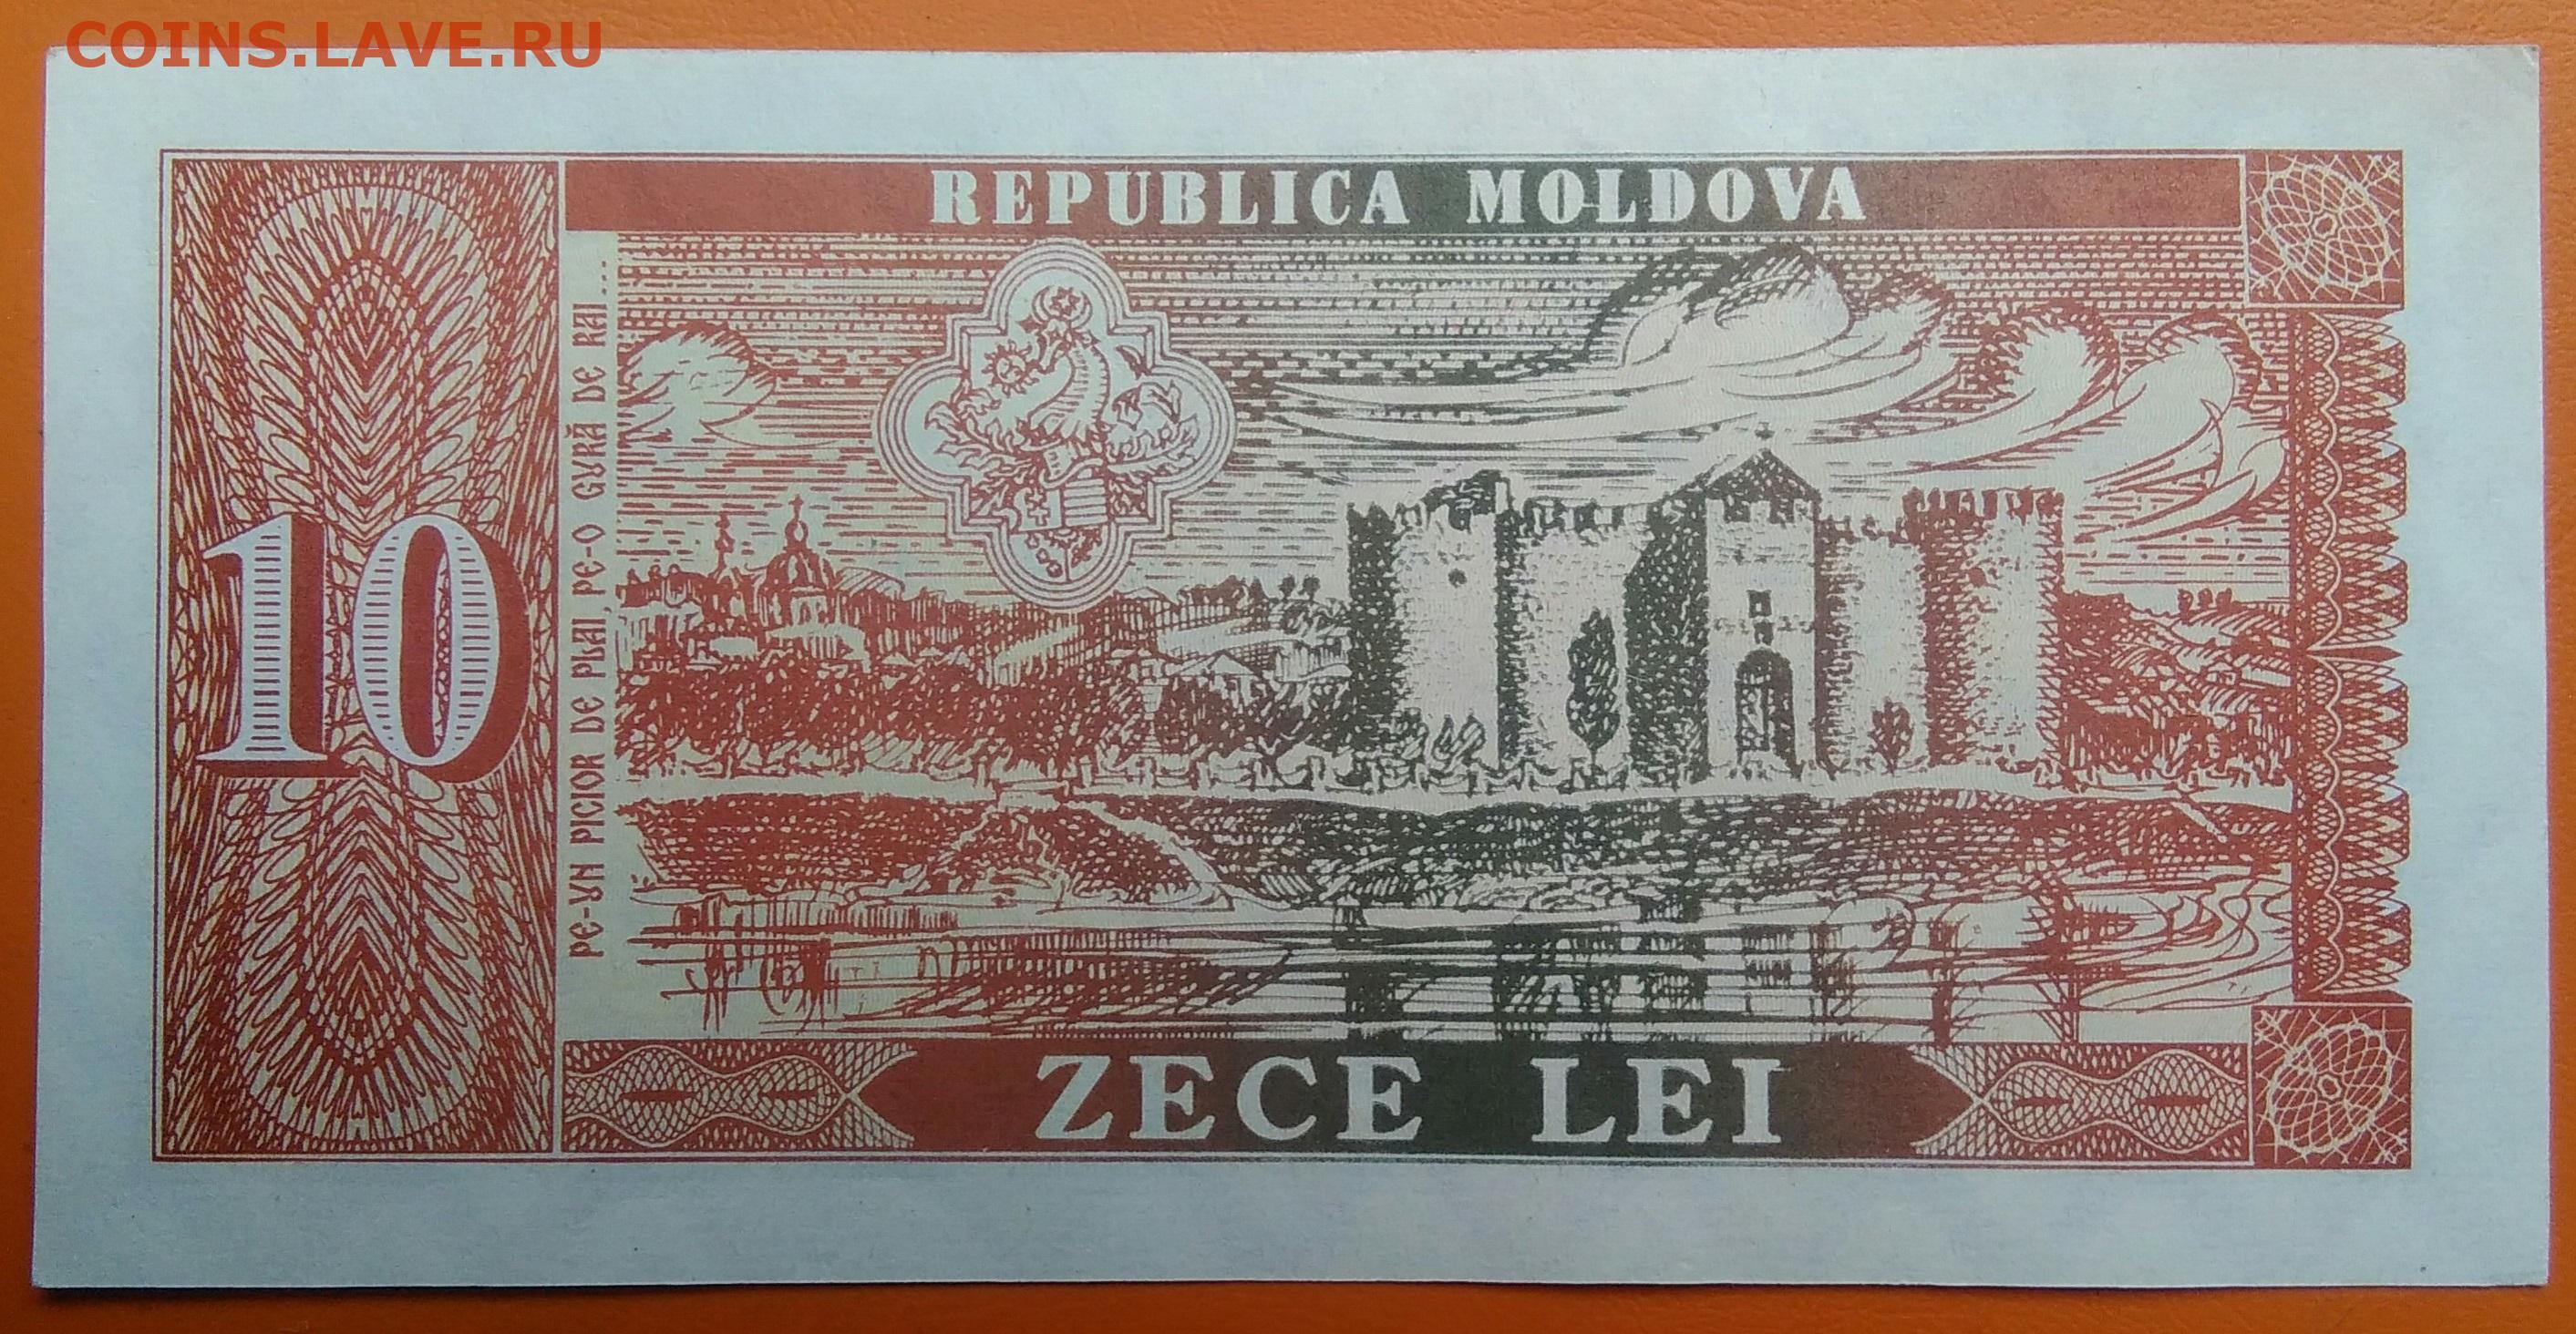 COINS.LAVE.RU
REPUBLICA MOLDOVA
PE-UN PICIOR DE PLAI, PE-O GURĂ DE RAI...
10
ZECE LEI